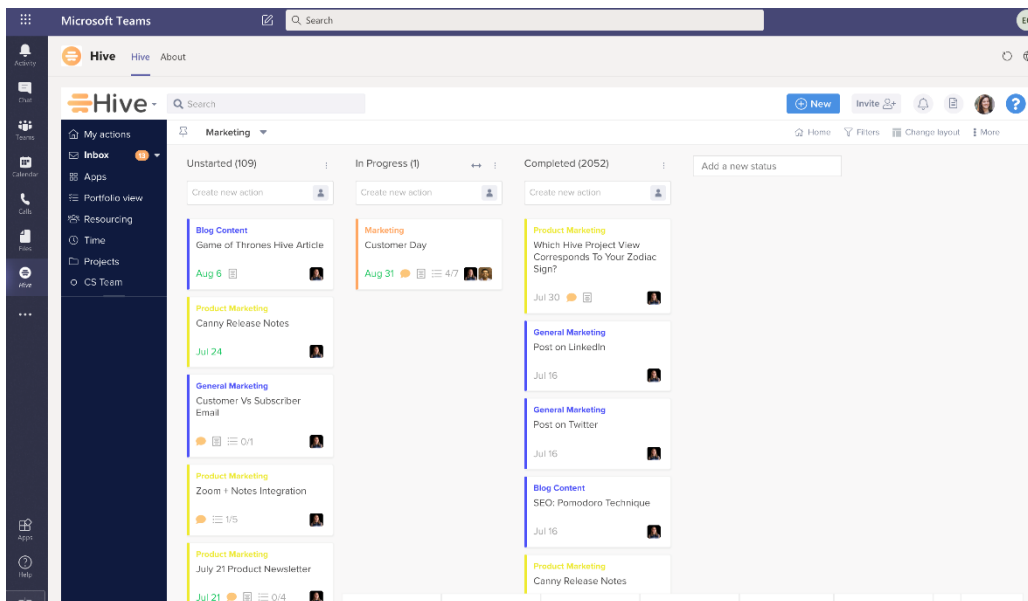 Microsoft Teams
Search
Activity
Chat
Teams
Calendar
Calls
Files
Hive
Apps
Help
Hive
Hive
About
Hive
Search
New
Invite
?
My actions
Inbox
13
Apps
Portfolio view
Resourcing
Time
Projects
CS Team
Marketing
Home
Filters
Change layout
More
Unstarted (109)
Create new action
Blog Content
Game of Thrones Hive Article
Aug 6
Product Marketing
Canny Release Notes
Jul 24
General Marketing
Customer Vs Subscriber
Email
0/1
Product Marketing
Zoom + Notes Integration
1/5
Product Marketing
July 21 Product Newsletter
Jul 21
0/4
In Progress (1)
Create new action
Marketing
Customer Day
Aug 31
4/7
Completed (2052)
Create new action
Product Marketing
Which Hive Project View
Corresponds To Your Zodiac
Sign?
Jul 30
General Marketing
Post on LinkedIn
Jul 16
General Marketing
Post on Twitter
Jul 16
Blog Content
SEO: Pomodoro Technique
Jul 16
Product Marketing
Canny Release Notes
Add a new status